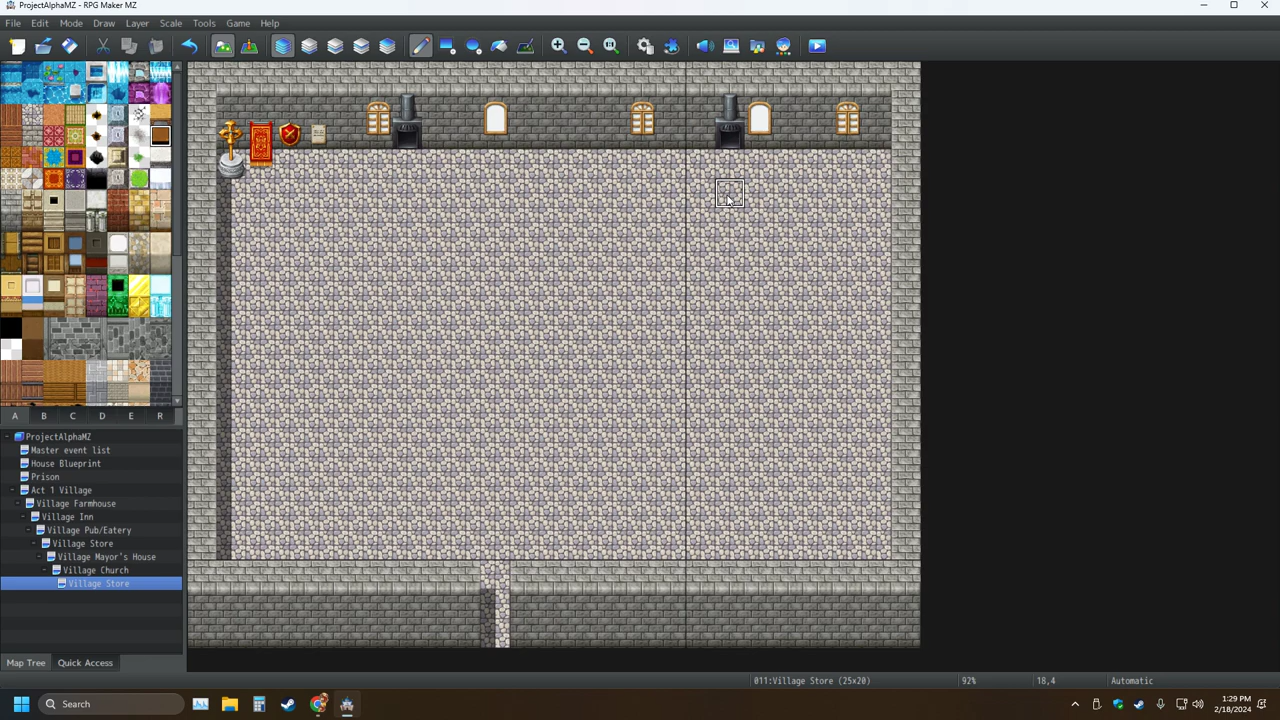 ProjectAlphaMZ - RPG Maker MZ
File Edit Mode Draw Layer Scale Tools Game Help
A B C D E R
ProjectAlphaMZ
Master event list
House Blueprint
Prison
Act 1 Village
Village Farmhouse
Village Inn
Village Pub/Eatery
Village Store
Village Mayor's House
Village Church
Village Store
Map Tree Quick Access
011:Village Store (25x20) 92% 18,4 Automatic
Search
1:29 PM
2/18/2024